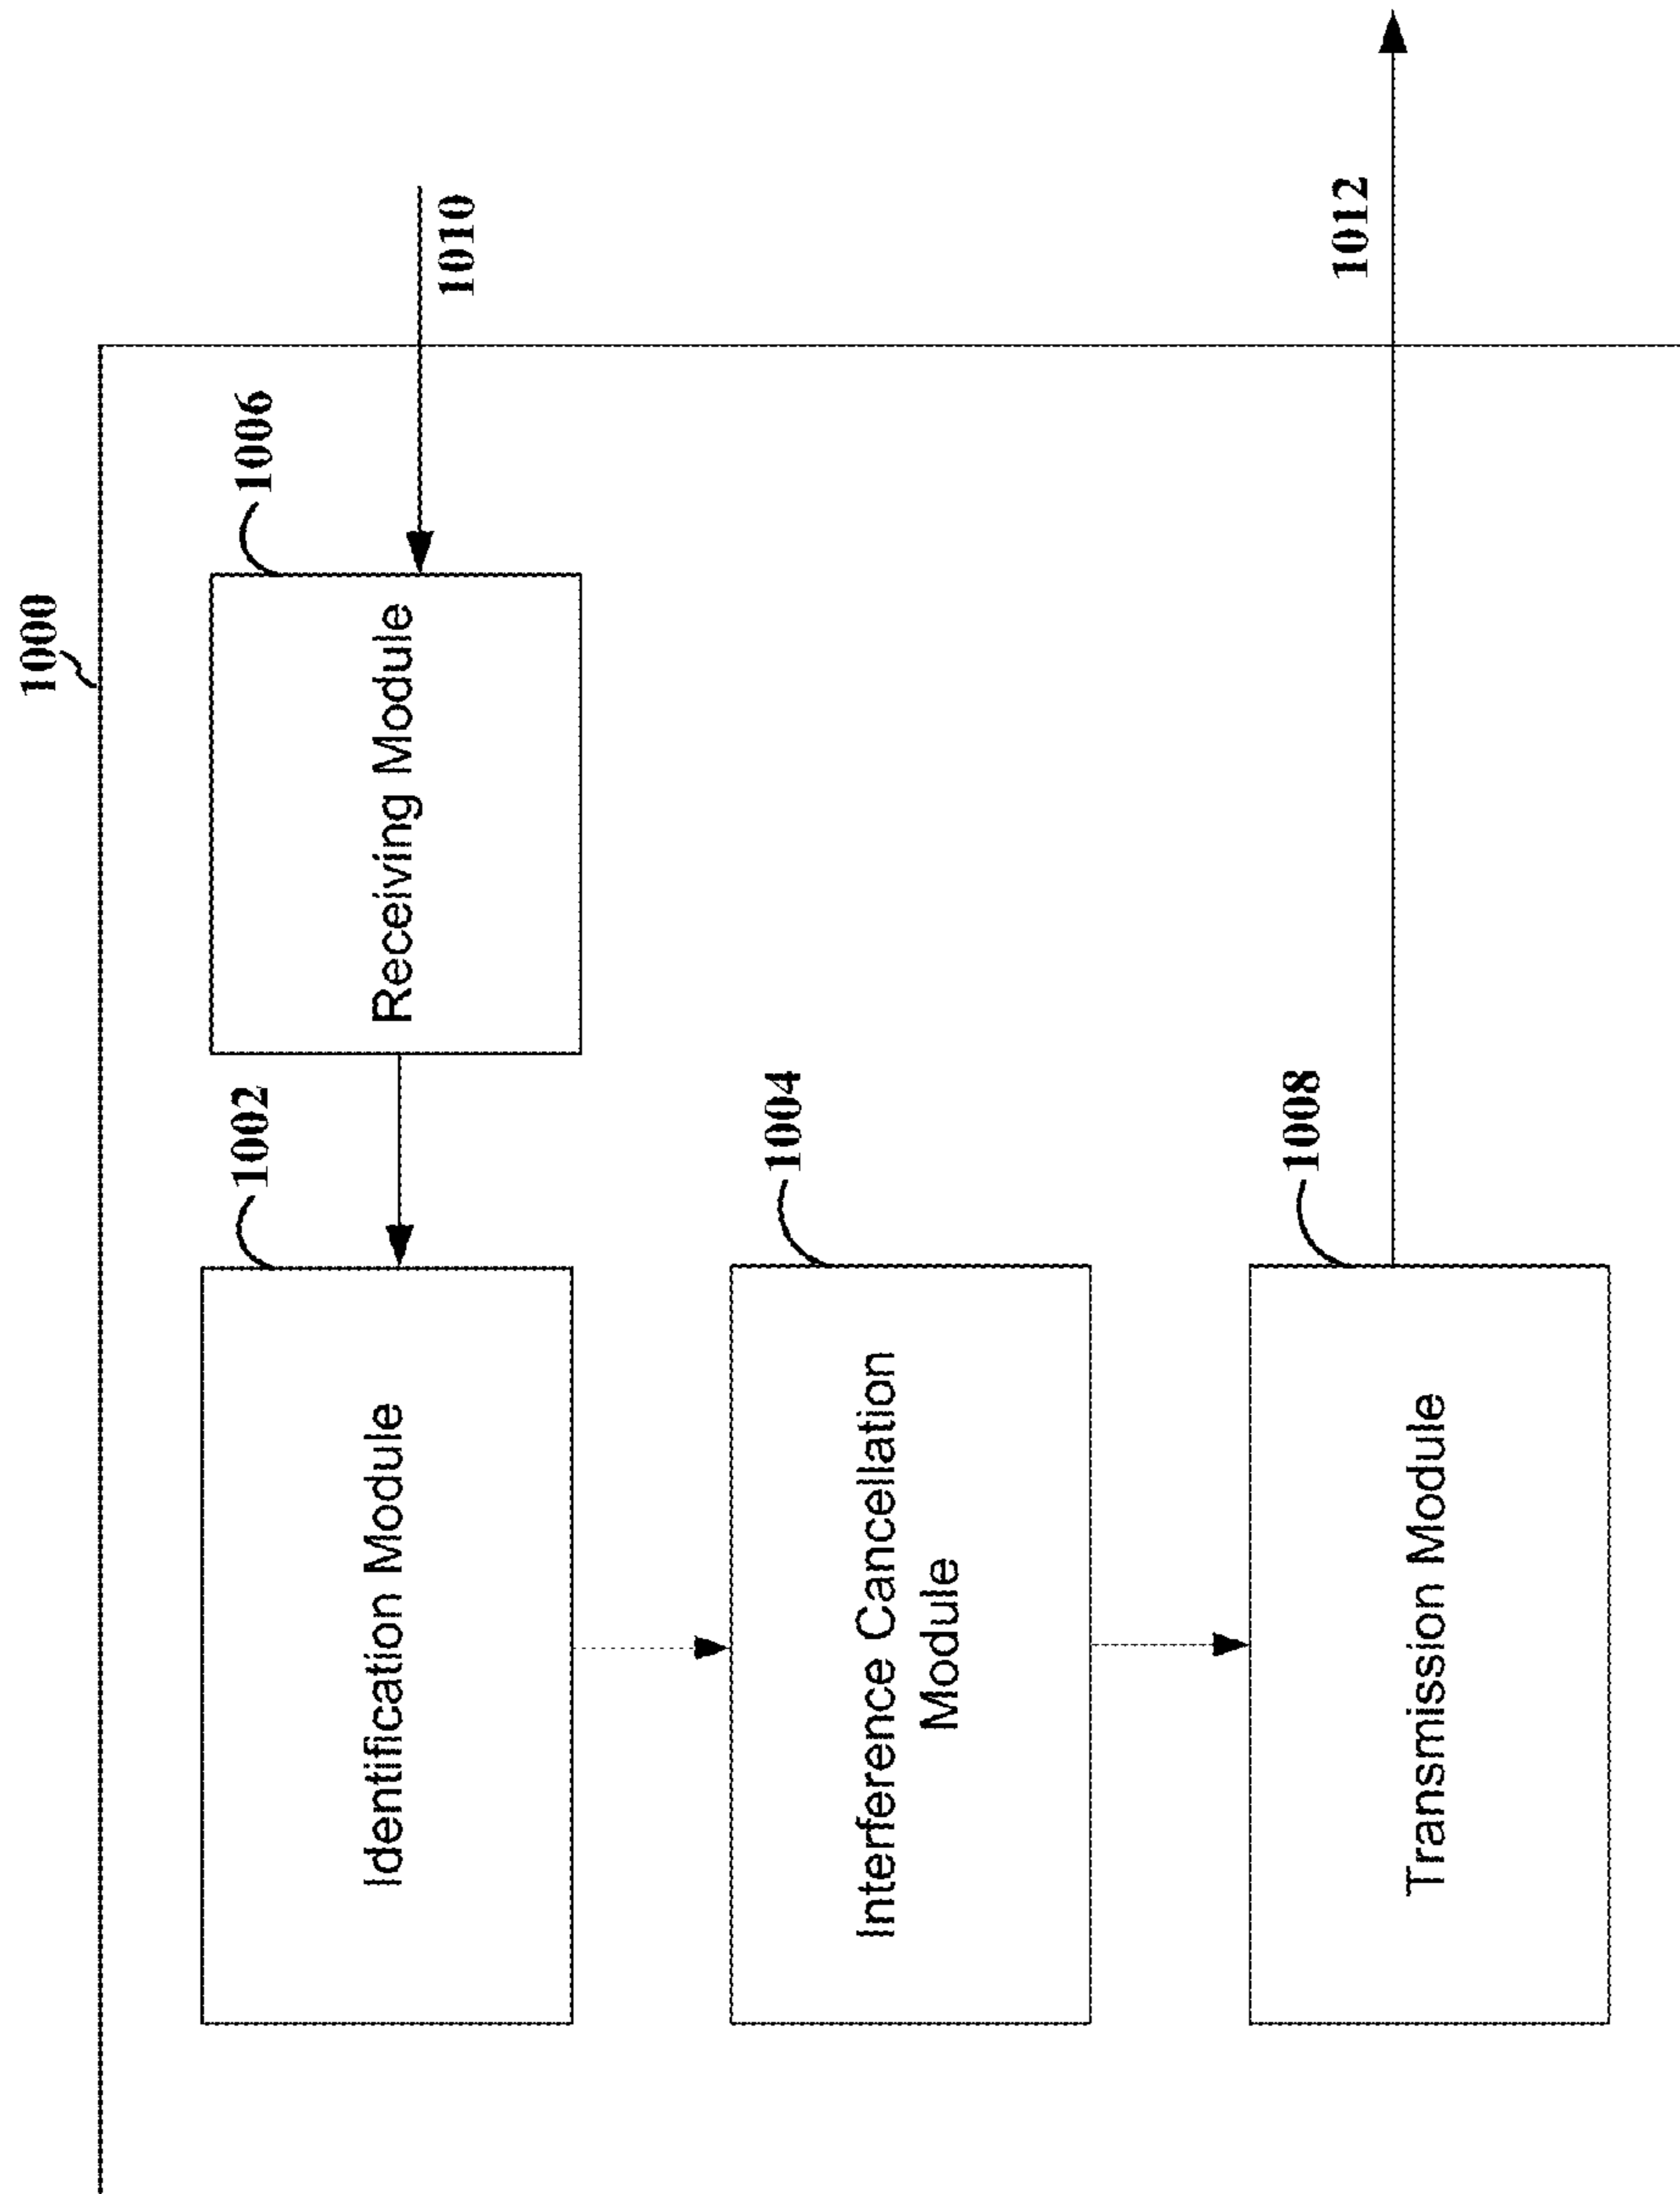 1000
1006
1010
Receiving Module
1002
Identification Module
1004
Interference Cancellation
Module
1008
Transmission Module
1012